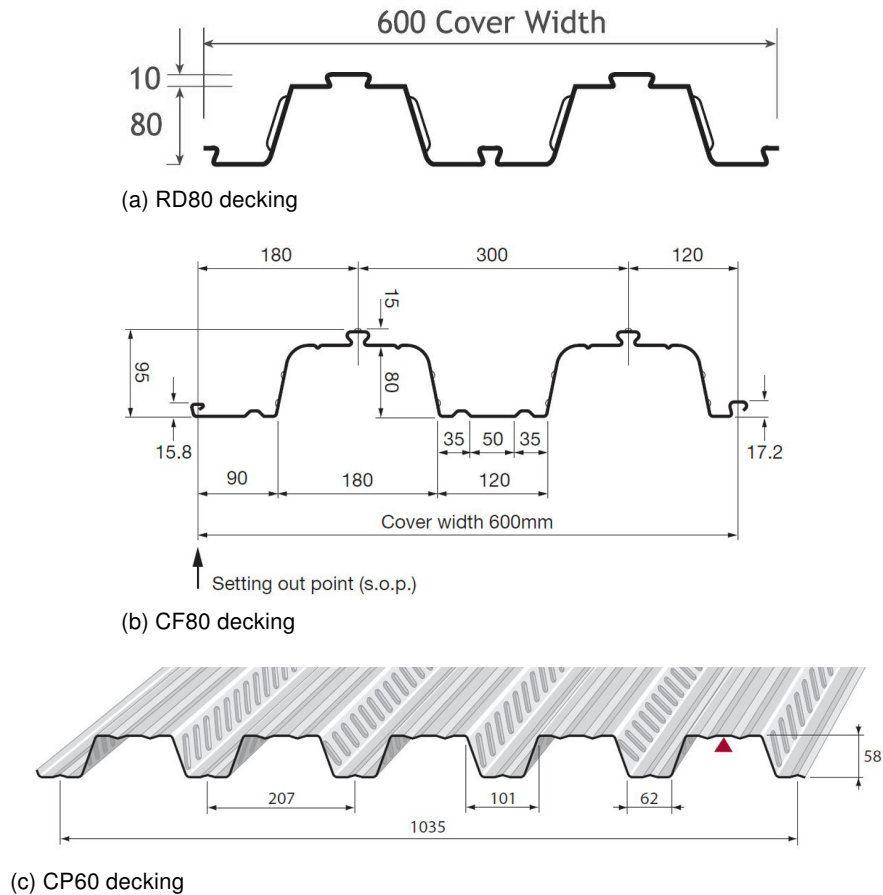 600 Cover Width
10
80
(a) RD80 decking
180 300 120
15
95
80
15.8
35 50 35
17.2
90 180 120
Cover width 600mm
Setting out point (s.o.p.)
(b) CF80 decking
58
207 101 62
1035
(c) CP60 decking